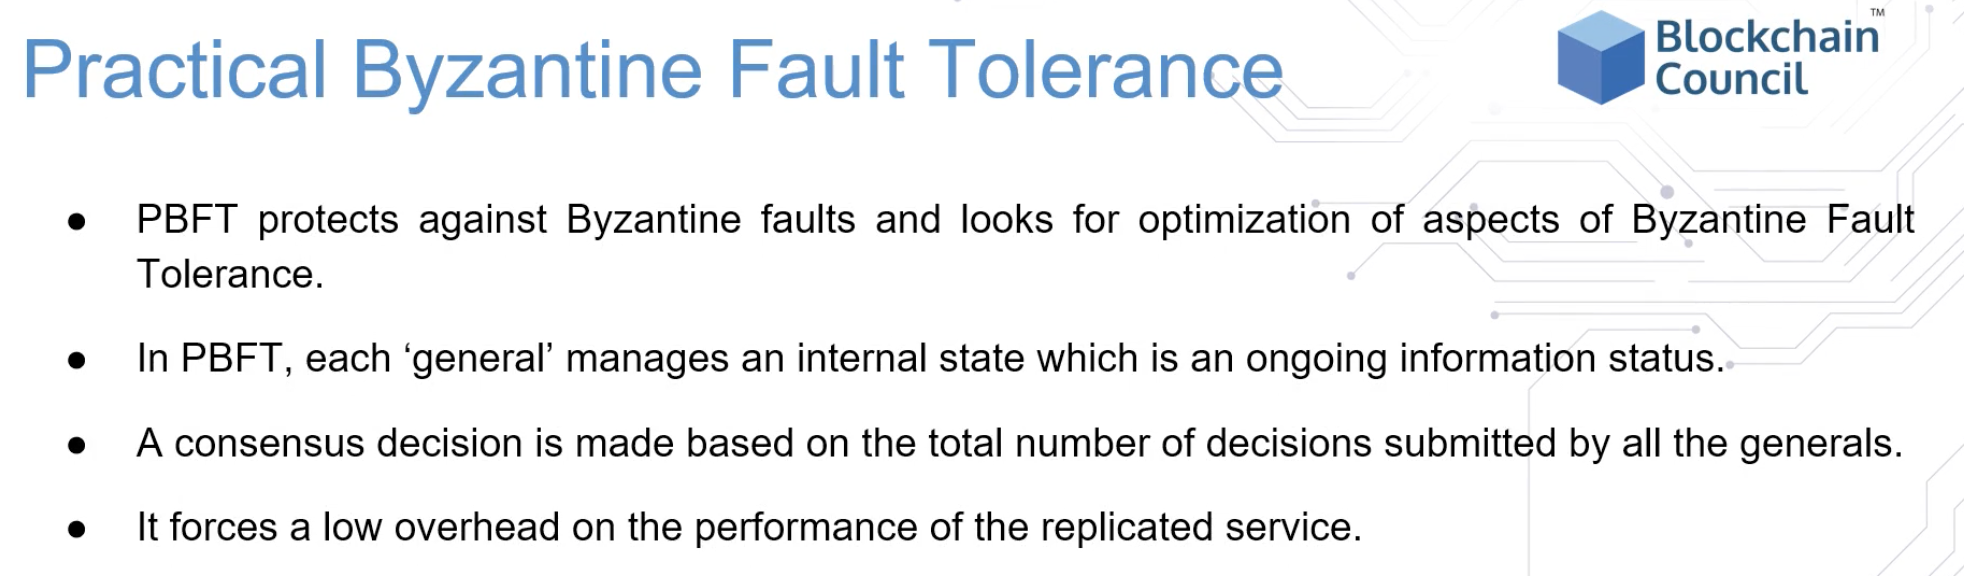 Practical Byzantine Fault Tolerance
Blockchain
Council
TM
● PBFT protects against Byzantine faults and looks for optimization of aspects of Byzantine Fault
Tolerance.
● In PBFT, each ‘general’ manages an internal state which is an ongoing information status.
● A consensus decision is made based on the total number of decisions submitted by all the generals.
● It forces a low overhead on the performance of the replicated service.